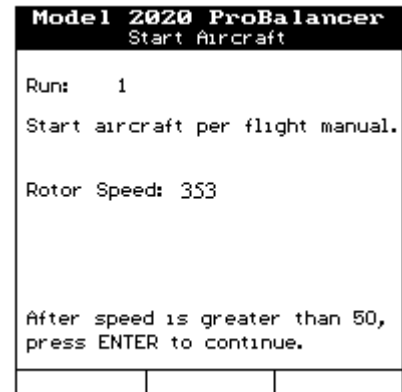 Model 2020 ProBalancer
Start Aircraft
Run: 1
Start aircraft per flight manual.
Rotor Speed: 353
After speed is greater than 50,
press ENTER to continue.